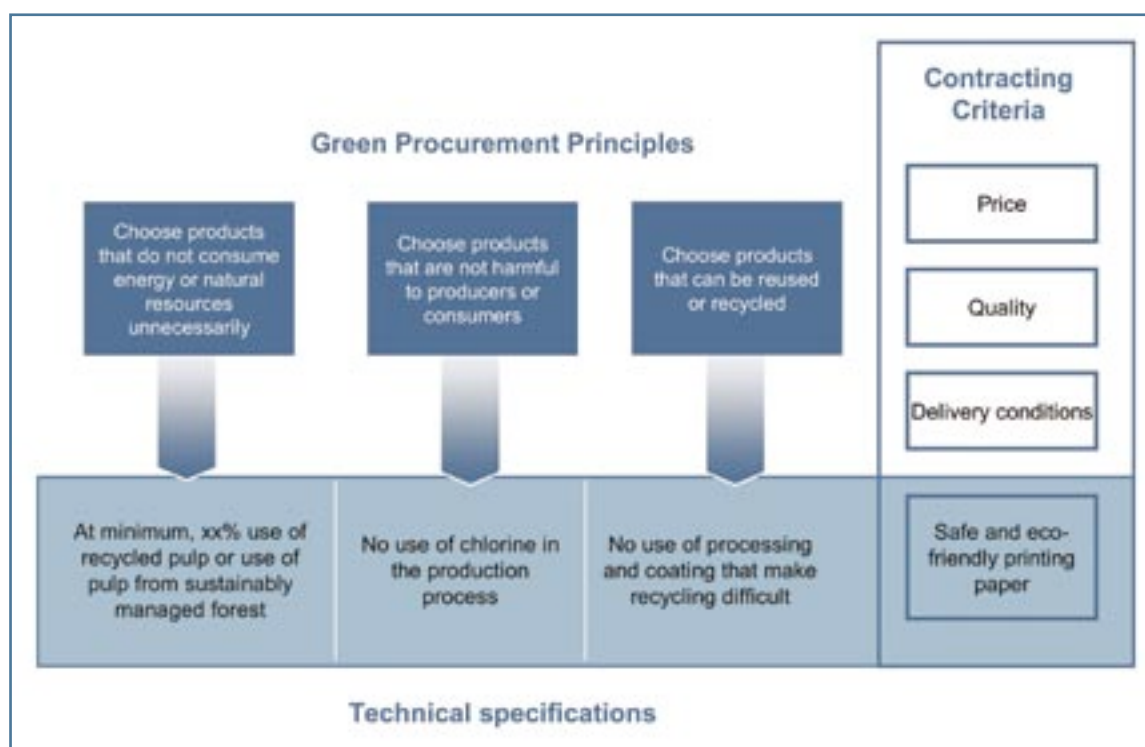 Green Procurement Principles
Choose products
that do not consume
energy or natural
resources
unnecessarily
Choose products
that are not harmful
to producers or
consumers
Choose products
that can be reused
or recycled
Contracting
Criteria
Price
Quality
Delivery conditions
At minimum, xx% use of
recycled pulp or use of
pulp from sustainably
managed forest
No use of chlorine in
the production
process
No use of processing
and coating that make
recycling difficult
Safe and eco-
friendly printing
paper
Technical specifications